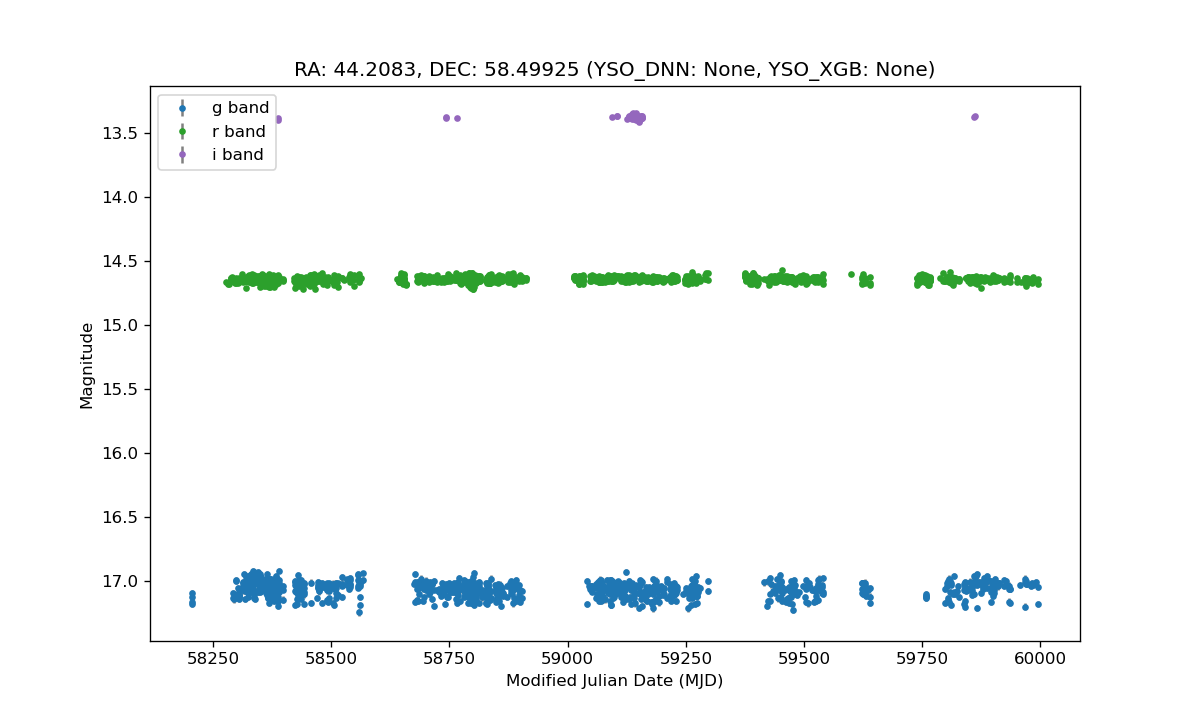 RA: 44.2083, DEC: 58.49925 (YSO_DNN: None, YSO_XGB: None)
g band
r band
i band
13.5
14.0
14.5
15.0
15.5
16.0
16.5
17.0
Magnitude
58250 58500 58750 59000 59250 59500 59750 60000
Modified Julian Date (MJD)